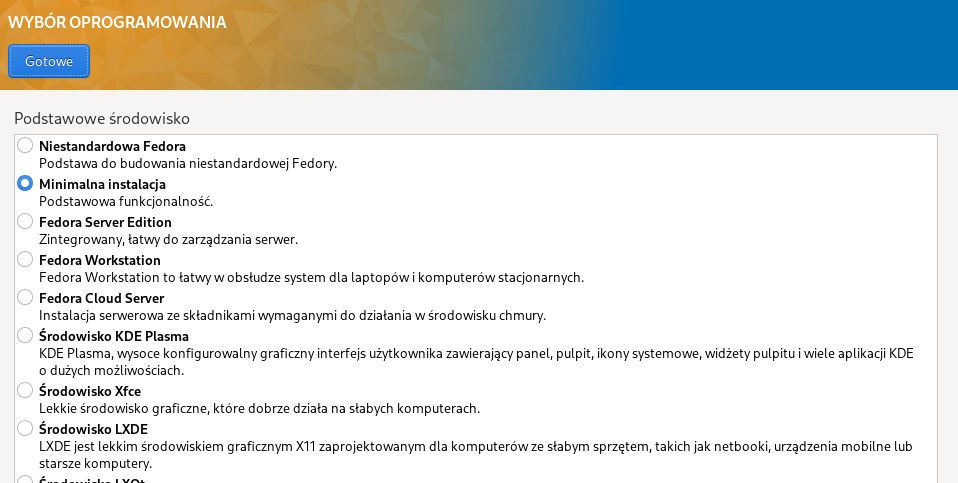 WYBÓR OPROGRAMOWANIA
Gotowe
Podstawowe środowisko
Niestandardowa Fedora
Podstawa do budowania niestandardowej Fedory.
Minimalna instalacja
Podstawowa funkcjonalność.
Fedora Server Edition
Zintegrowany, łatwy do zarządzania serwer.
Fedora Workstation
Fedora Workstation to łatwy w obsłudze system dla laptopów i komputerów stacjonarnych.
Fedora Cloud Server
Instalacja serwerowa ze składnikami wymaganymi do działania w środowisku chmury.
Środowisko KDE Plasma
KDE Plasma, wysoce konfigurowalny graficzny interfejs użytkownika zawierający panel, pulpit, ikony systemowe, widżety pulpitu i wiele aplikacji KDE
o dużych możliwościach.
Środowisko Xfce
Lekkie środowisko graficzne, które dobrze działa na słabych komputerach.
Środowisko LXDE
LXDE jest lekkim środowiskiem graficznym X11 zaprojektowanym dla komputerów ze słabym sprzętem, takich jak netbooki, urządzenia mobilne lub
starsze komputery.
Środowisko LXQt